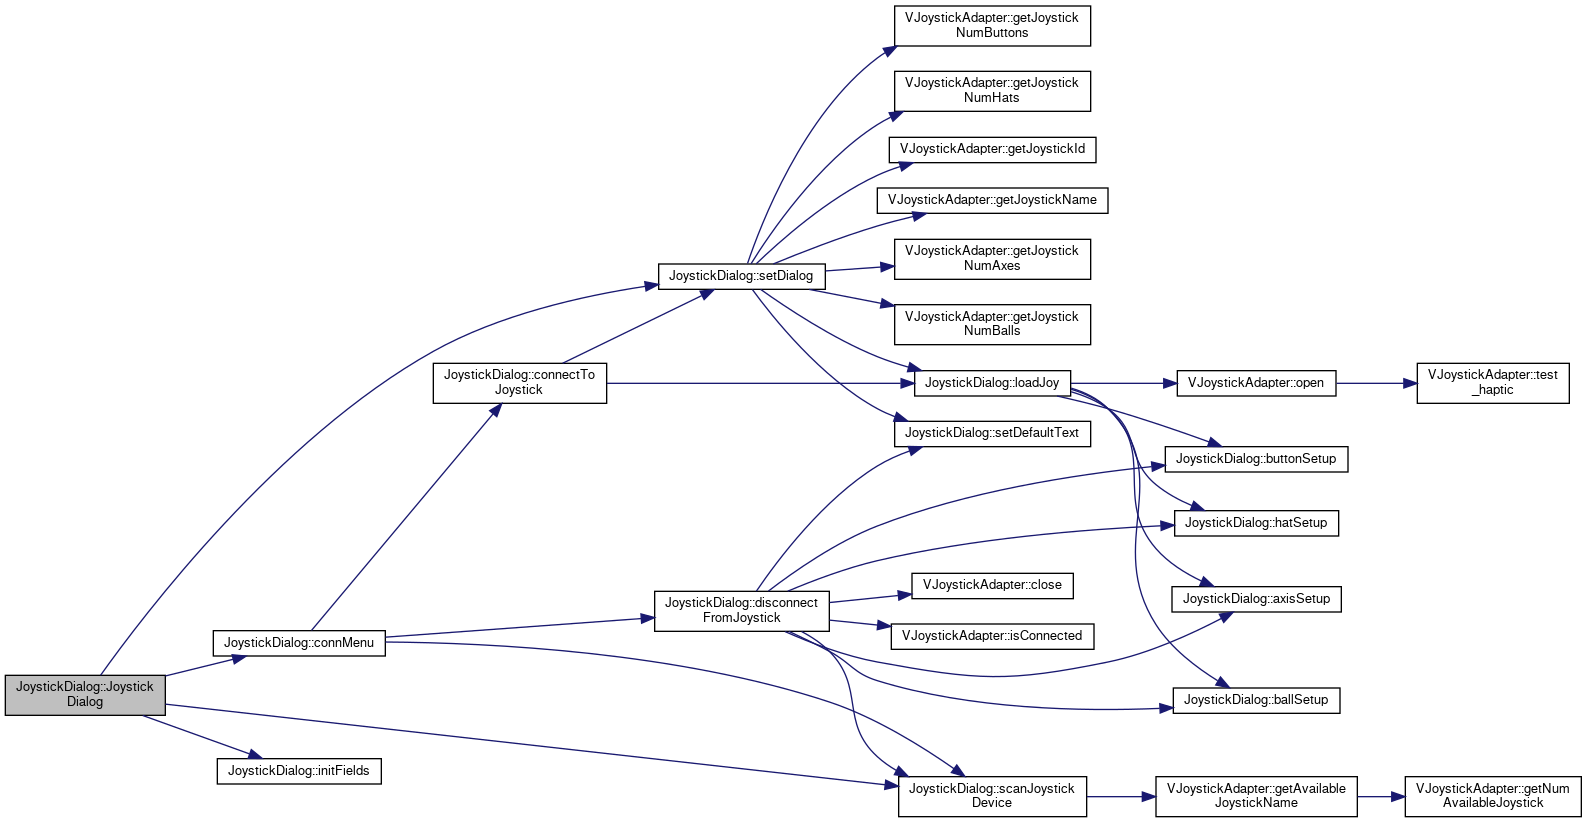 VJoystickAdapter::getJoystick
NumButtons
VJoystickAdapter::getJoystick
NumHats
VJoystickAdapter::getJoystickId
VJoystickAdapter::getJoystickName
VJoystickAdapter::getJoystick
NumAxes
JoystickDialog::setDialog
VJoystickAdapter::getJoystick
NumBalls
JoystickDialog::connectTo
Joystick
JoystickDialog::loadJoy
VJoystickAdapter::open
VJoystickAdapter::test
_haptic
JoystickDialog::setDefaultText
JoystickDialog::buttonSetup
JoystickDialog::hatSetup
VJoystickAdapter::close
JoystickDialog::disconnect
FromJoystick
JoystickDialog::axisSetup
VJoystickAdapter::isConnected
JoystickDialog::connMenu
JoystickDialog::Joystick
Dialog
JoystickDialog::ballSetup
JoystickDialog::initFields
JoystickDialog::scanJoystick
Device
VJoystickAdapter::getAvailable
JoystickName
VJoystickAdapter::getNum
AvailableJoystick